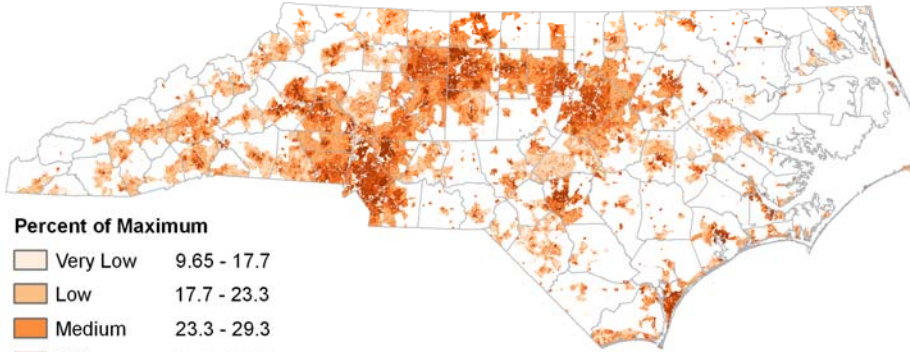 Percent of Maximum
Very Low 9.65 - 17.7
Low 17.7 - 23.3
Medium 23.3 - 29.3